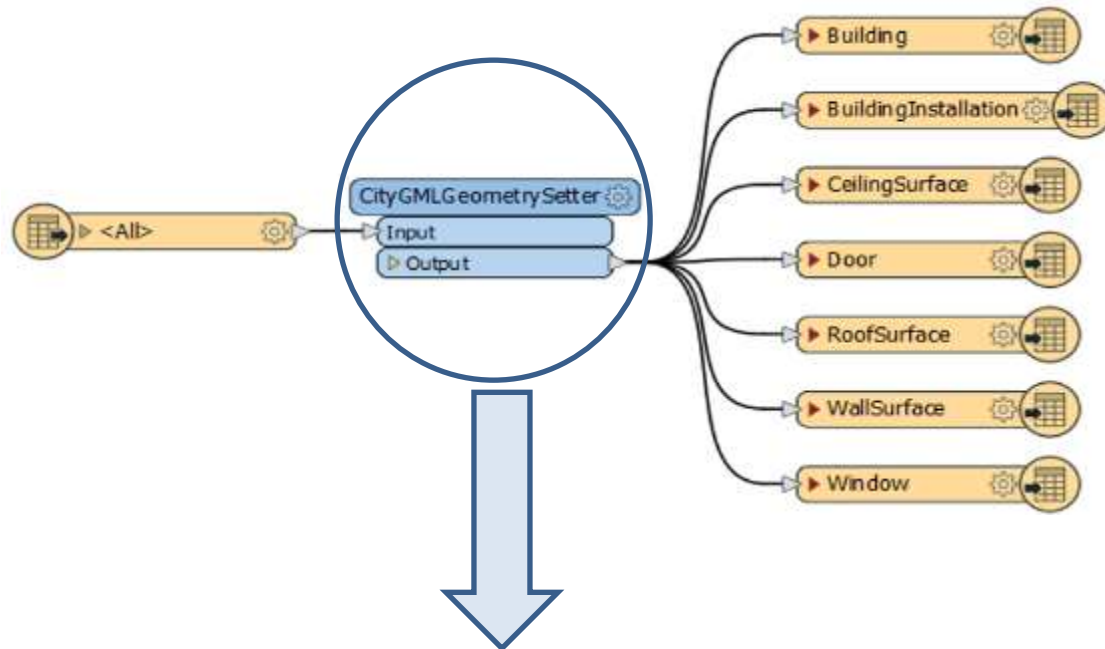 Building
BuildingInstallation
CeilingSurface
CityGMLGeometrySetter
<All>
Input
Output
Door
RoofSurface
WallSurface
Window